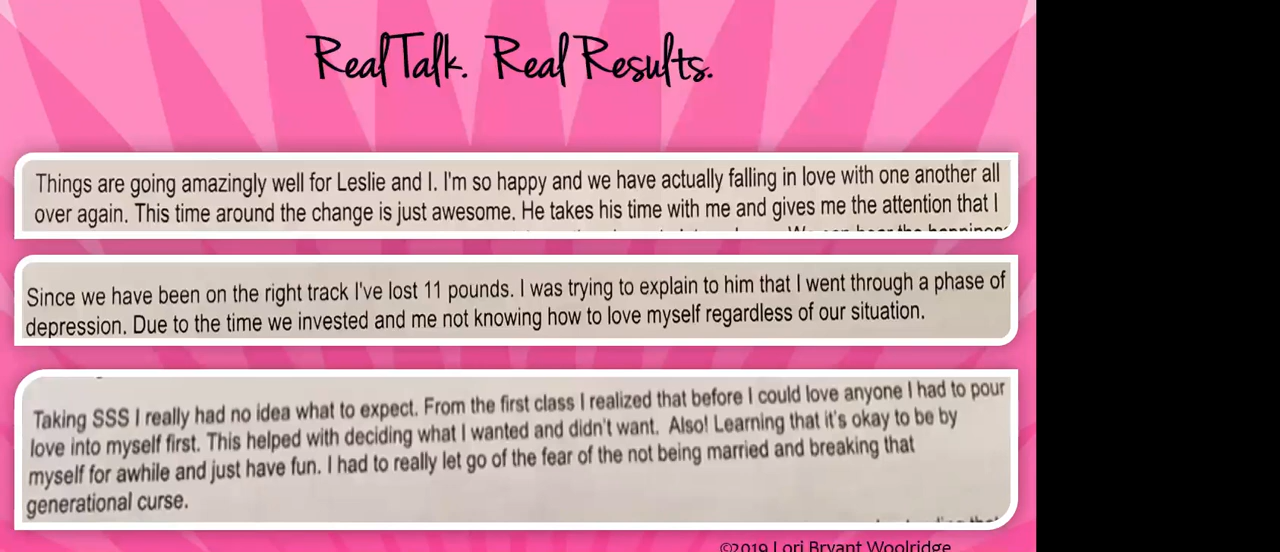 Real Talk. Real Results.
Things are going amazingly well for Leslie and I. I'm so happy and we have actually falling in love with one another all
over again. This time around the change is just awesome. He takes his time with me and gives me the attention that I
We can hear the happiness
Since we have been on the right track I've lost 11 pounds. I was trying to explain to him that I went through a phase of
depression. Due to the time we invested and me not knowing how to love myself regardless of our situation.
Taking SSS I really had no idea what to expect. From the first class I realized that before I could love anyone I had to pour
love into myself first. This helped with deciding what I wanted and didn't want. Also! Learning that it's okay to be by
myself for awhile and just have fun. I had to really let go of the fear of the not being married and breaking that
generational curse.
©2019 Lori Bryant Woolridge